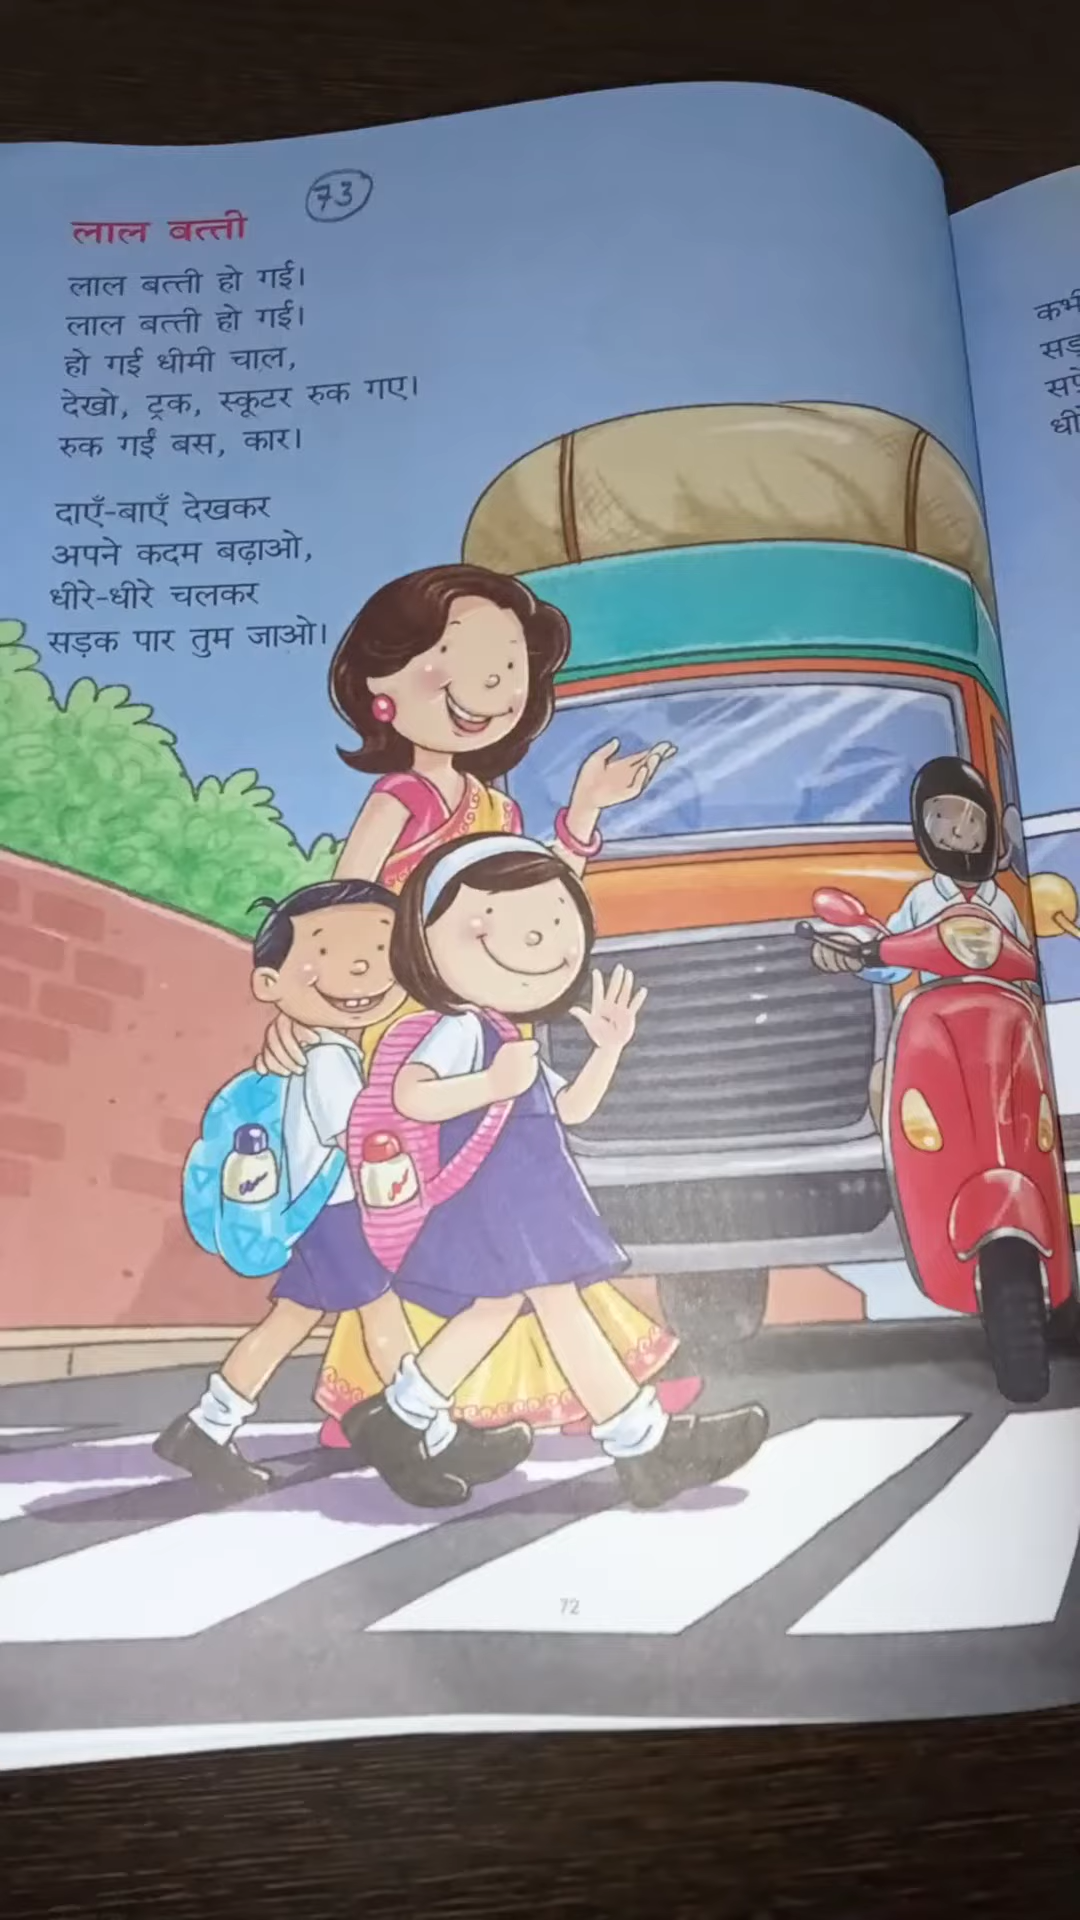 73
लाल बत्ती
लाल बत्ती हो गई।
लाल बत्ती हो गई।
हो गई धीमी चाल,
देखो, ट्रक, स्कूटर रुक गए।
रुक गईं बस, कार।
दाएँ-बाएँ देखकर
अपने कदम बढ़ाओ,
धीरे-धीरे चलकर
सड़क पार तुम जाओ।
72